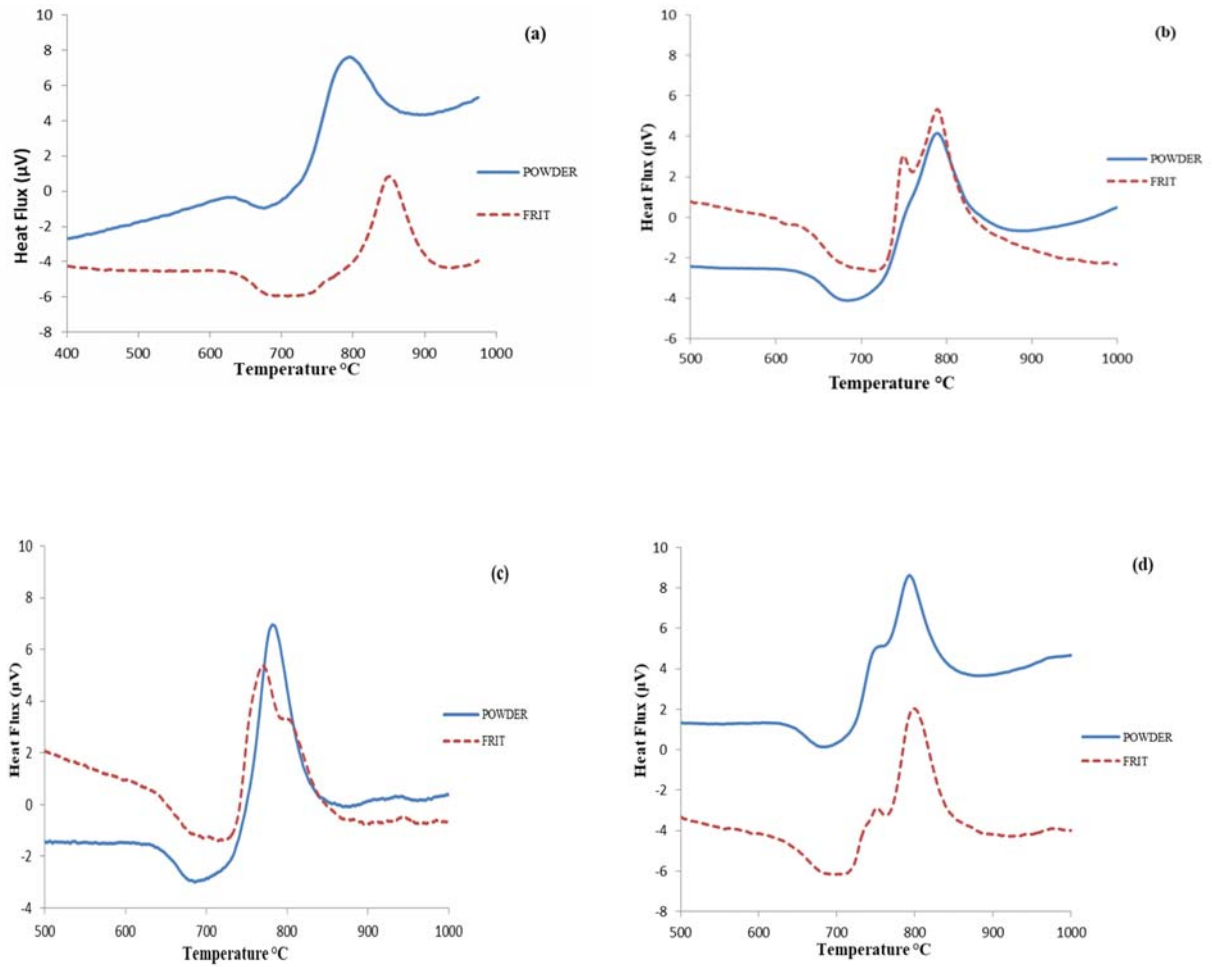 (a)
10
8
6
4
2
0
-2
-4
-6
-8
Heat Flux (µV)
400 500 600 700 800 900 1000
Temperature °C
POWDER
FRIT
(b)
10
8
6
4
2
0
-2
-4
-6
Heat Flux (µV)
500 600 700 800 900 1000
Temperature °C
POWDER
FRIT
(c)
10
8
6
4
2
0
-2
-4
Heat Flux (µV)
500 600 700 800 900 1000
Temperature °C
POWDER
FRIT
(d)
10
8
6
4
2
0
-2
-4
-6
-8
Heat Flux (µV)
500 600 700 800 900 1000
Temperature °C
POWDER
FRIT